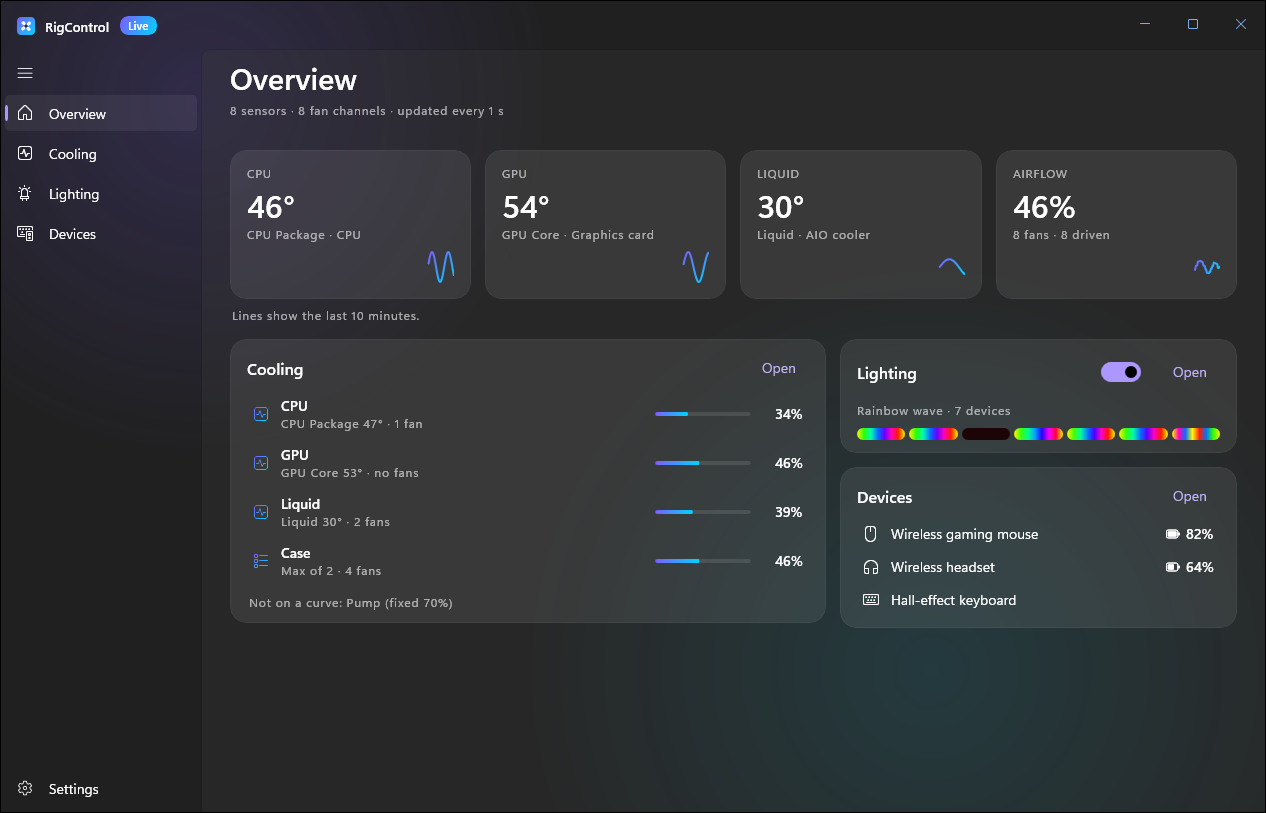 RigControl Live
Overview
Cooling
Lighting
Devices
Settings
Overview
8 sensors · 8 fan channels · updated every 1 s
CPU
46°
CPU Package · CPU
GPU
54°
GPU Core · Graphics card
LIQUID
30°
Liquid · AIO cooler
AIRFLOW
46%
8 fans · 8 driven
Lines show the last 10 minutes.
Cooling Open
CPU
CPU Package 47° · 1 fan
34%
GPU
GPU Core 53° · no fans
46%
Liquid
Liquid 30° · 2 fans
39%
Case
Max of 2 · 4 fans
46%
Not on a curve: Pump (fixed 70%)
Lighting Open
Rainbow wave · 7 devices
Devices Open
Wireless gaming mouse 82%
Wireless headset 64%
Hall-effect keyboard